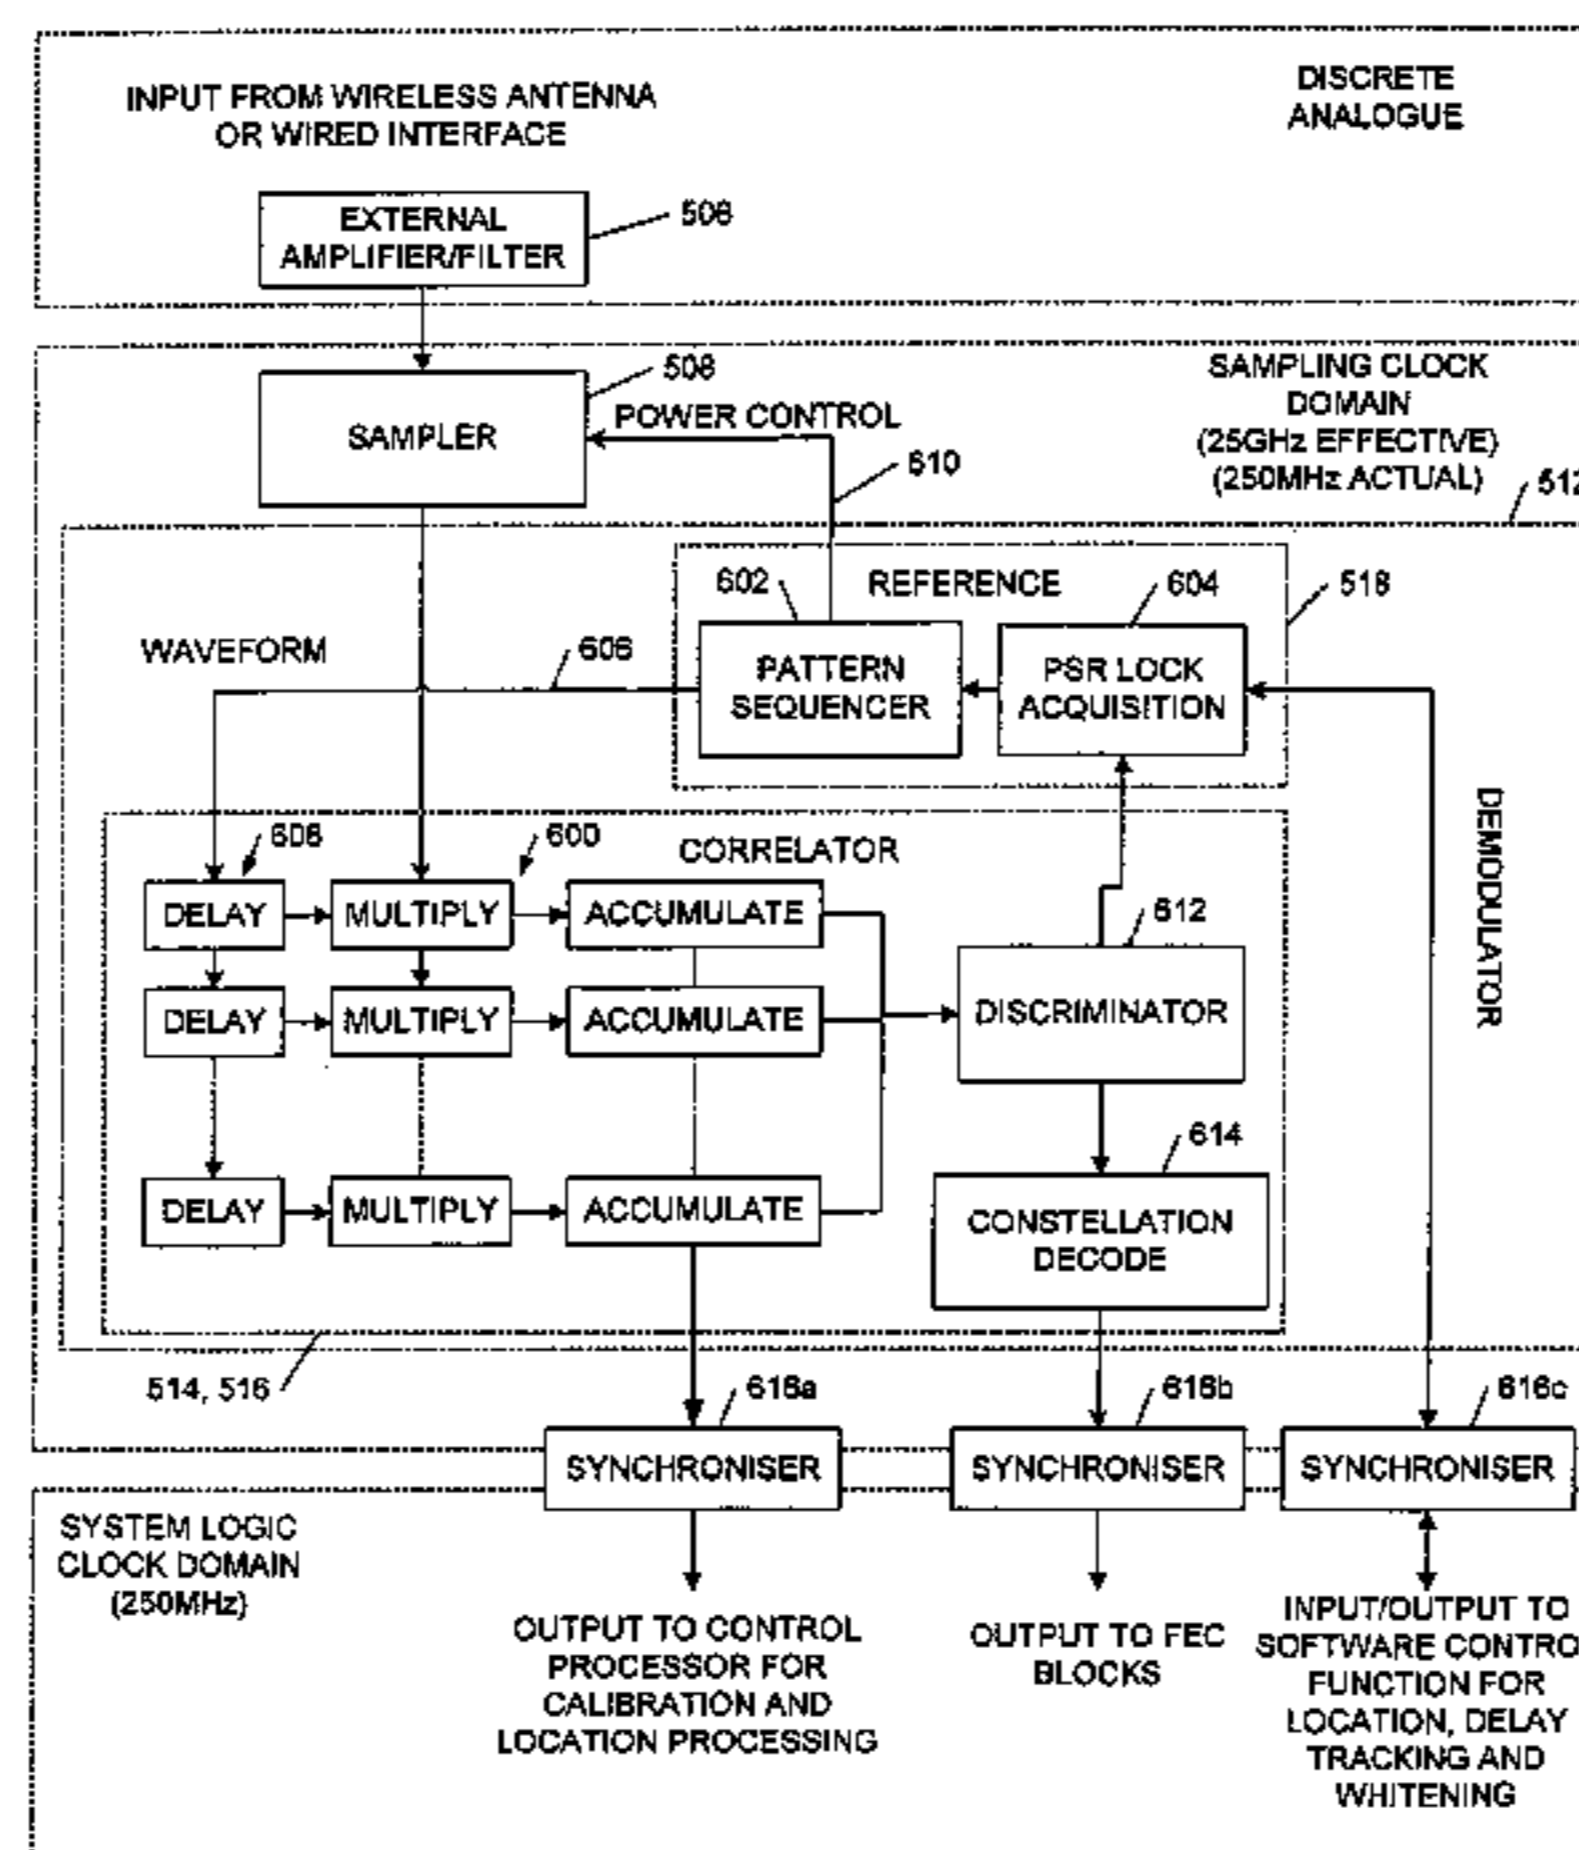 INPUT FROM WIRELESS ANTENNA
OR WIRED INTERFACE
DISCRETE
ANALOGUE
EXTERNAL
AMPLIFIER/FILTER
506
SAMPLER
508
POWER CONTROL
SAMPLING CLOCK
DOMAIN
(25GHz EFFECTIVE)
(250MHz ACTUAL)
512
610
602
REFERENCE
604
518
WAVEFORM
606
PATTERN
SEQUENCER
PSR LOCK
ACQUISITION
DEMODULATOR
608
600
CORRELATOR
DELAY
MULTIPLY
ACCUMULATE
612
DELAY
MULTIPLY
ACCUMULATE
DISCRIMINATOR
614
DELAY
MULTIPLY
ACCUMULATE
CONSTELLATION
DECODE
514, 516
616a
616b
616c
SYNCHRONISER
SYNCHRONISER
SYNCHRONISER
SYSTEM LOGIC
CLOCK DOMAIN
(250MHz)
OUTPUT TO CONTROL
PROCESSOR FOR
CALIBRATION AND
LOCATION PROCESSING
OUTPUT TO FEC
BLOCKS
INPUT/OUTPUT TO
SOFTWARE CONTRO
FUNCTION FOR
LOCATION, DELAY
TRACKING AND
WHITENING